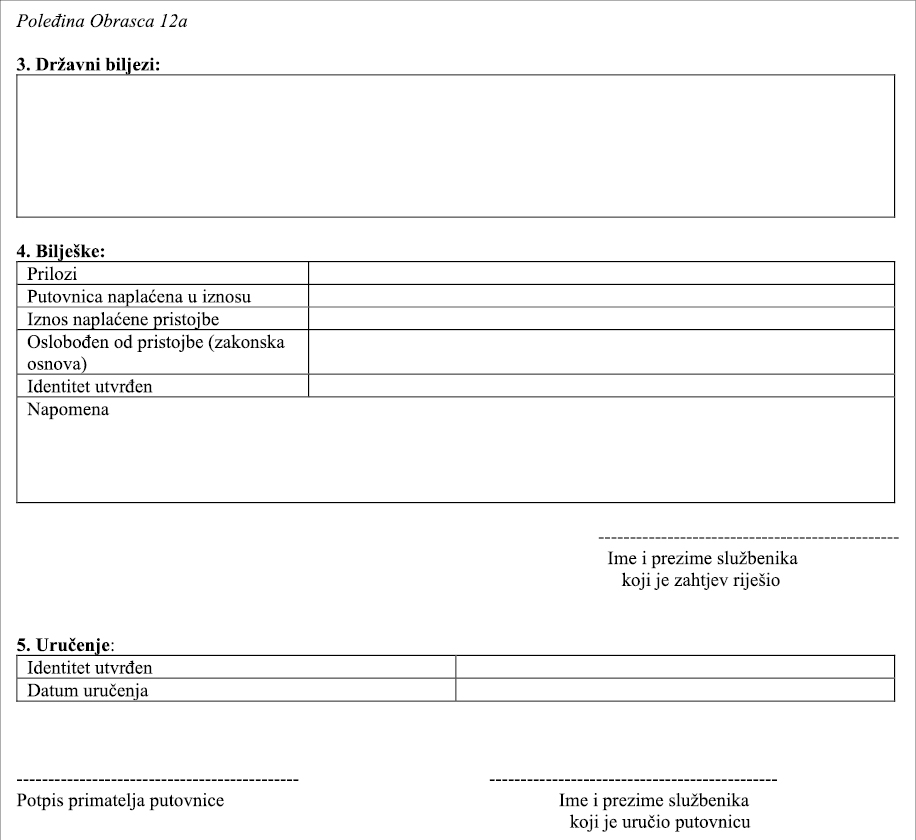 Poleđina Obrasca 12a
3. Državni biljezi:
4. Bilješke:
Prilozi
Putovnica naplaćena u iznosu
Iznos naplaćene pristojbe
Oslobođen od pristojbe (zakonska
osnova)
Identitet utvrđen
Napomena
Ime i prezime službenika
koji je zahtjev riješio
5. Uručenje:
Identitet utvrđen
Datum uručenja
Potpis primatelja putovnice
Ime i prezime službenika
koji je uručio putovnicu